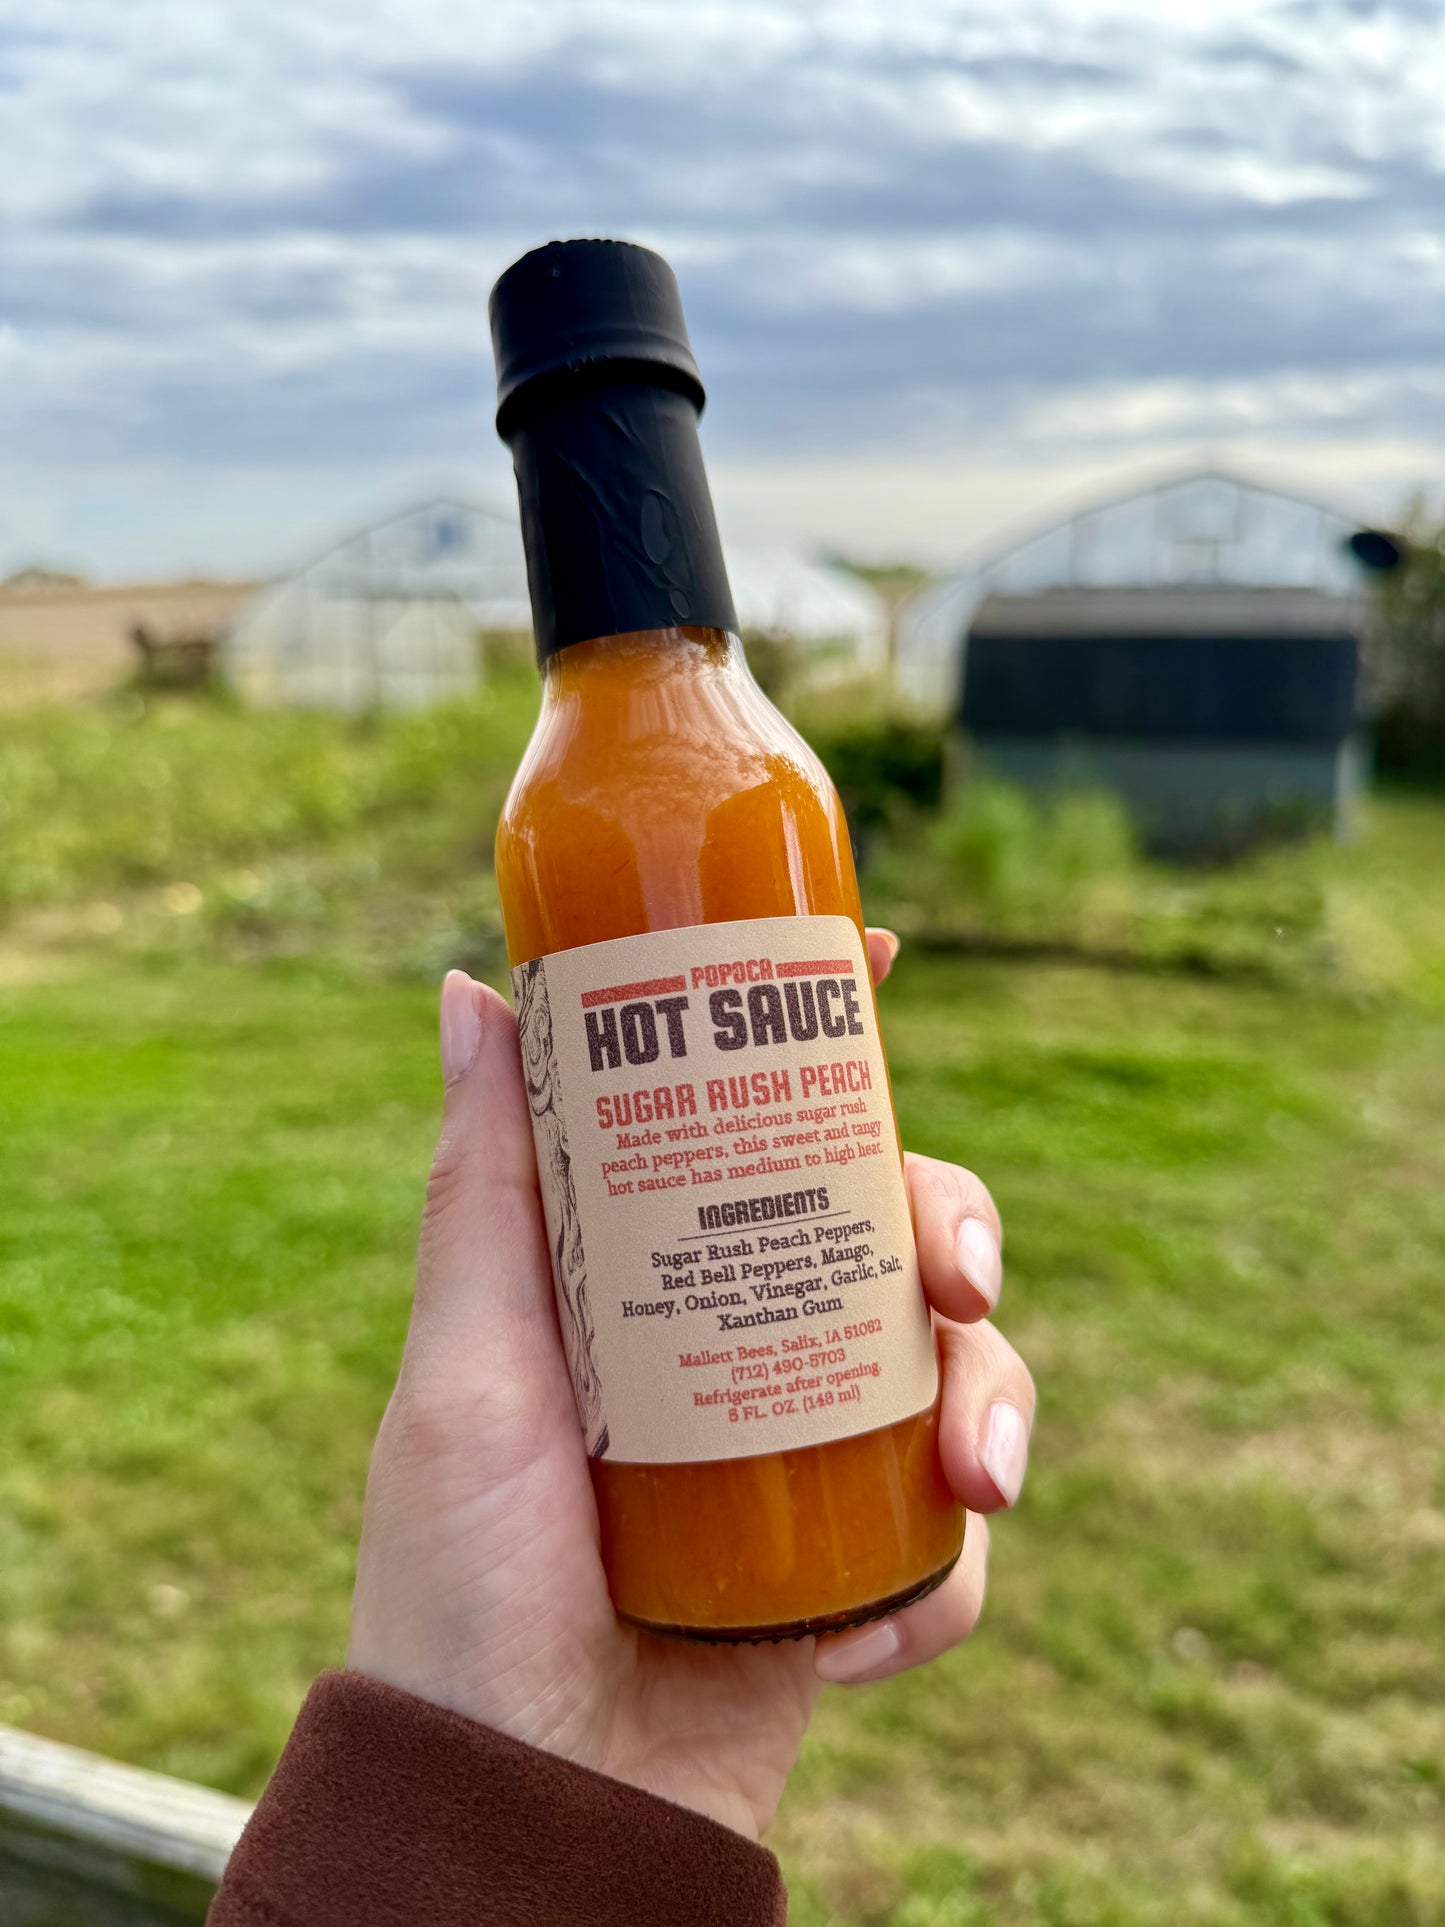 POPOCA
HOT SAUCE
SUGAR RUSH PEACH
Made with delicious sugar rush
peach peppers, this sweet and tangy
hot sauce has medium to high heat.
INGREDIENTS
Sugar Rush Peach Peppers,
Red Bell Peppers, Mango,
Honey, Onion, Vinegar, Garlic, Salt,
Xanthan Gum
Mallett Bees, Salix, IA 51052
(712) 490-5703
Refrigerate after opening.
5 FL. OZ. (148 ml)